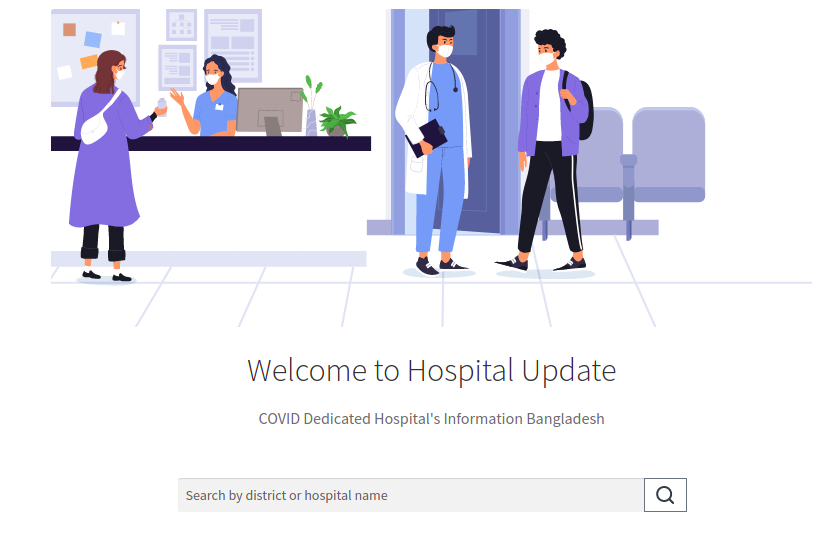 Welcome to Hospital Update
COVID Dedicated Hospital's Information Bangladesh
Search by district or hospital name